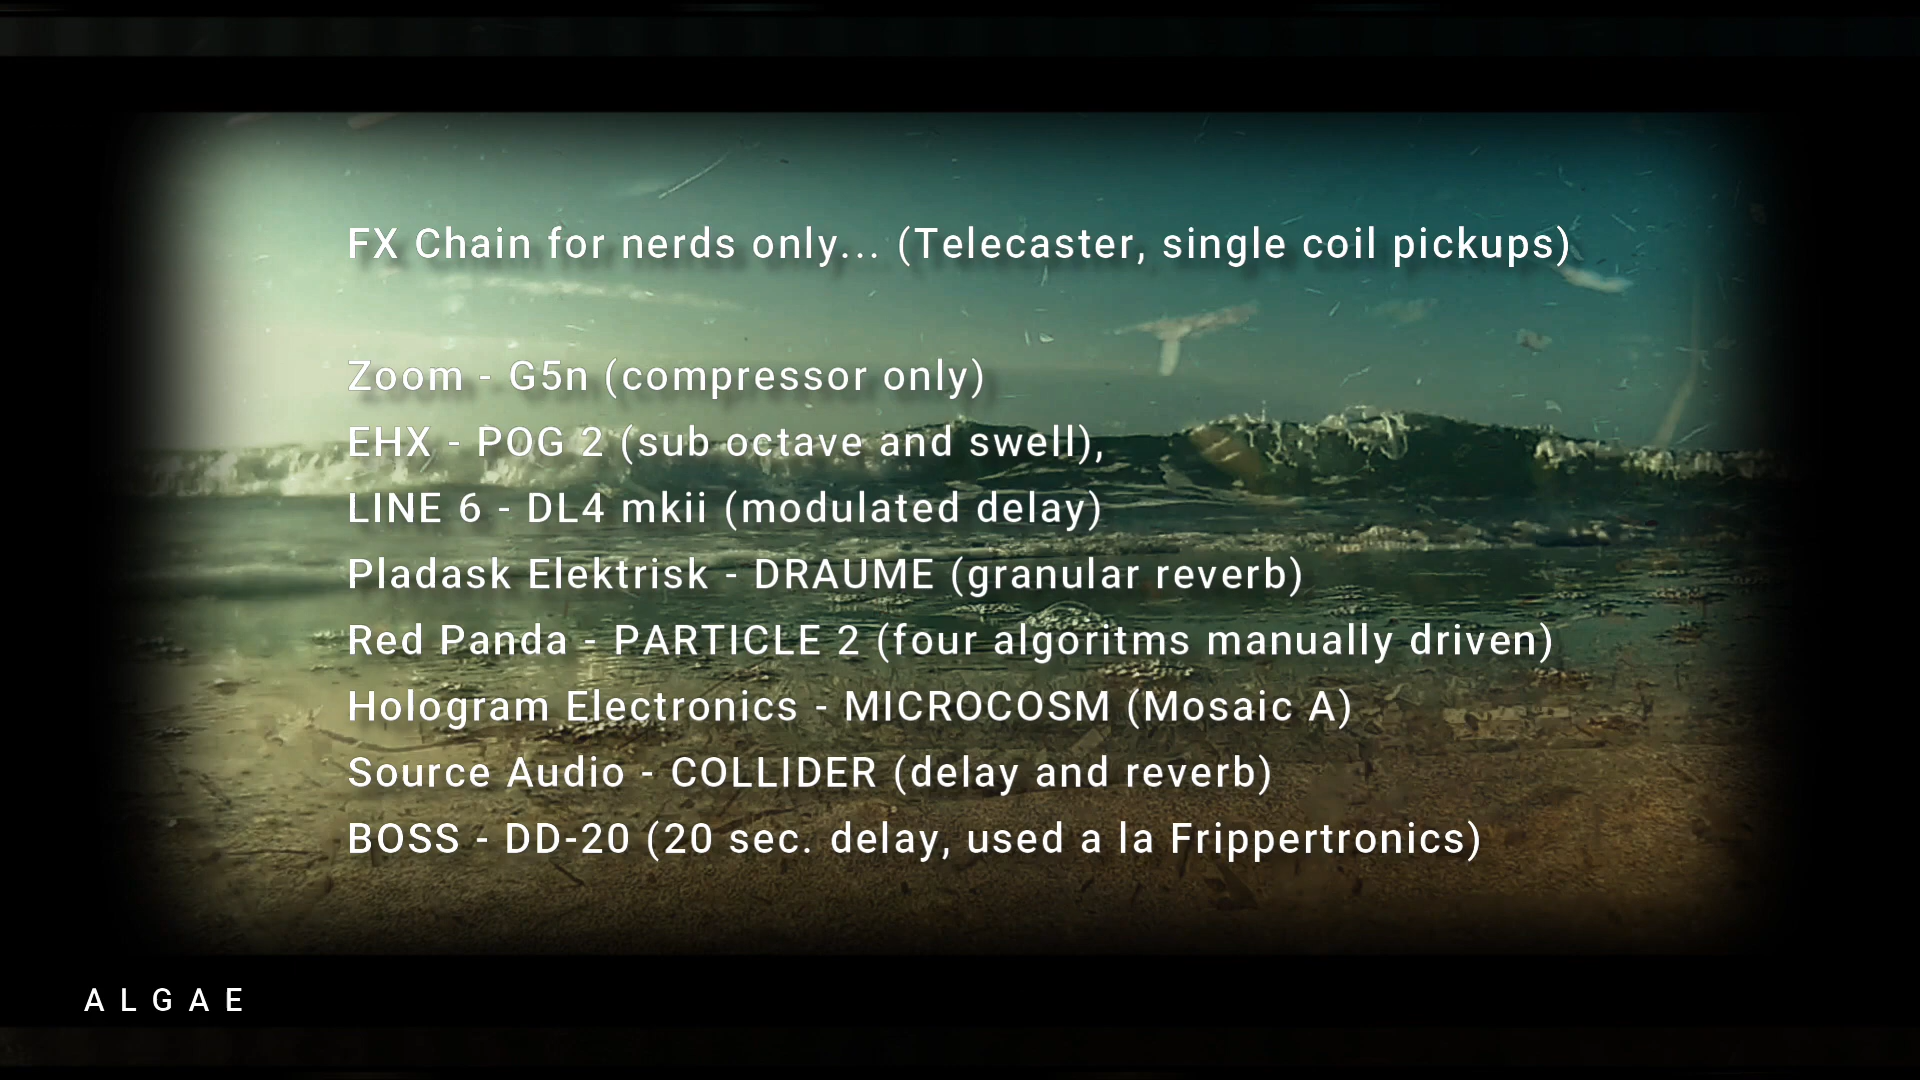 FX Chain for nerds only... (Telecaster, single coil pickups)
Zoom - G5n (compressor only)
EHX - POG 2 (sub octave and swell),
LINE 6 - DL4 mkii (modulated delay)
Pladask Elektrisk - DRAUME (granular reverb)
Red Panda - PARTICLE 2 (four algoritms manually driven)
Hologram Electronics - MICROCOSM (Mosaic A)
Source Audio - COLLIDER (delay and reverb)
BOSS - DD-20 (20 sec. delay, used a la Frippertronics)
ALGAE